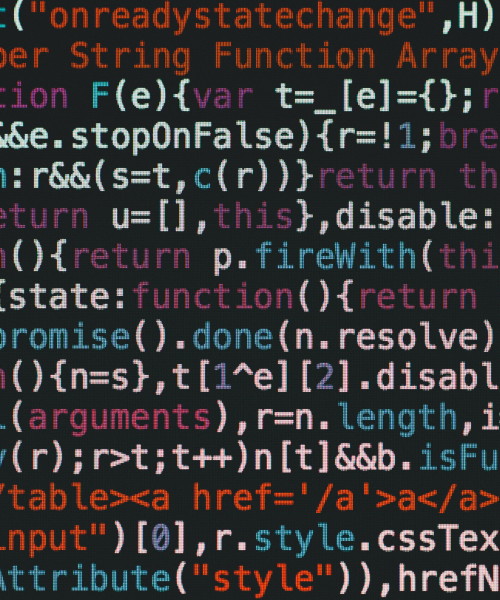 t("onreadystatechange",H)
ber String Function Array
tion F(e){var t=_[e]={};r
&&e.stopOnFalse){r=!1;bre
n:r&&(s=t,c(r))}return th
eturn u=[],this},disable:
n(){return p.fireWith(thi
{state:function(){return
promise().done(n.resolve)
n(){n=s},t[1^e][2].disabl
l(arguments),r=n.length,i
y(r);r>t;t++)n[t]&&b.isFu
/table><a href='/a'>a</a>
input")[0],r.style.cssTex
Attribute("style")),hrefN